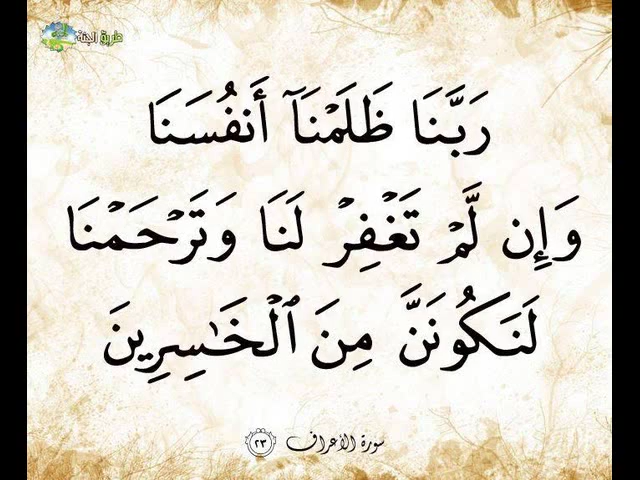 طريق الجنة
رَبَّنَا ظَلَمْنَآ أَنفُسَنَا
وَإِن لَّمْ تَغْفِرْ لَنَا وَتَرْحَمْنَا
لَنَكُونَنَّ مِنَ ٱلْخَـٰسِرِينَ
سورة الأعراف ٢٣